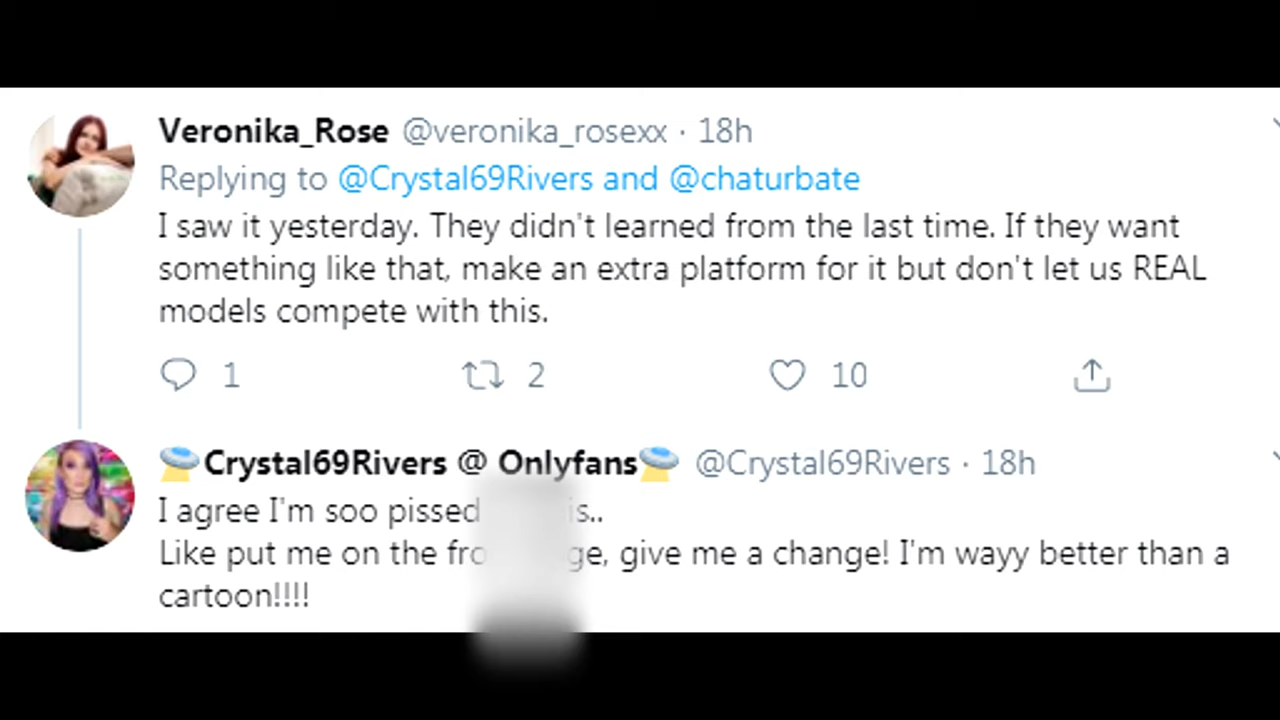 Veronika_Rose @veronika_rosexx · 18h
Replying to @Crystal69Rivers and @chaturbate
I saw it yesterday. They didn't learned from the last time. If they want
something like that, make an extra platform for it but don't let us REAL
models compete with this.
1 2 10
🛸Crystal69Rivers @ Onlyfans🛸 @Crystal69Rivers · 18h
I agree I'm soo pissed is..
Like put me on the fro ge, give me a change! I'm wayy better than a
cartoon!!!!